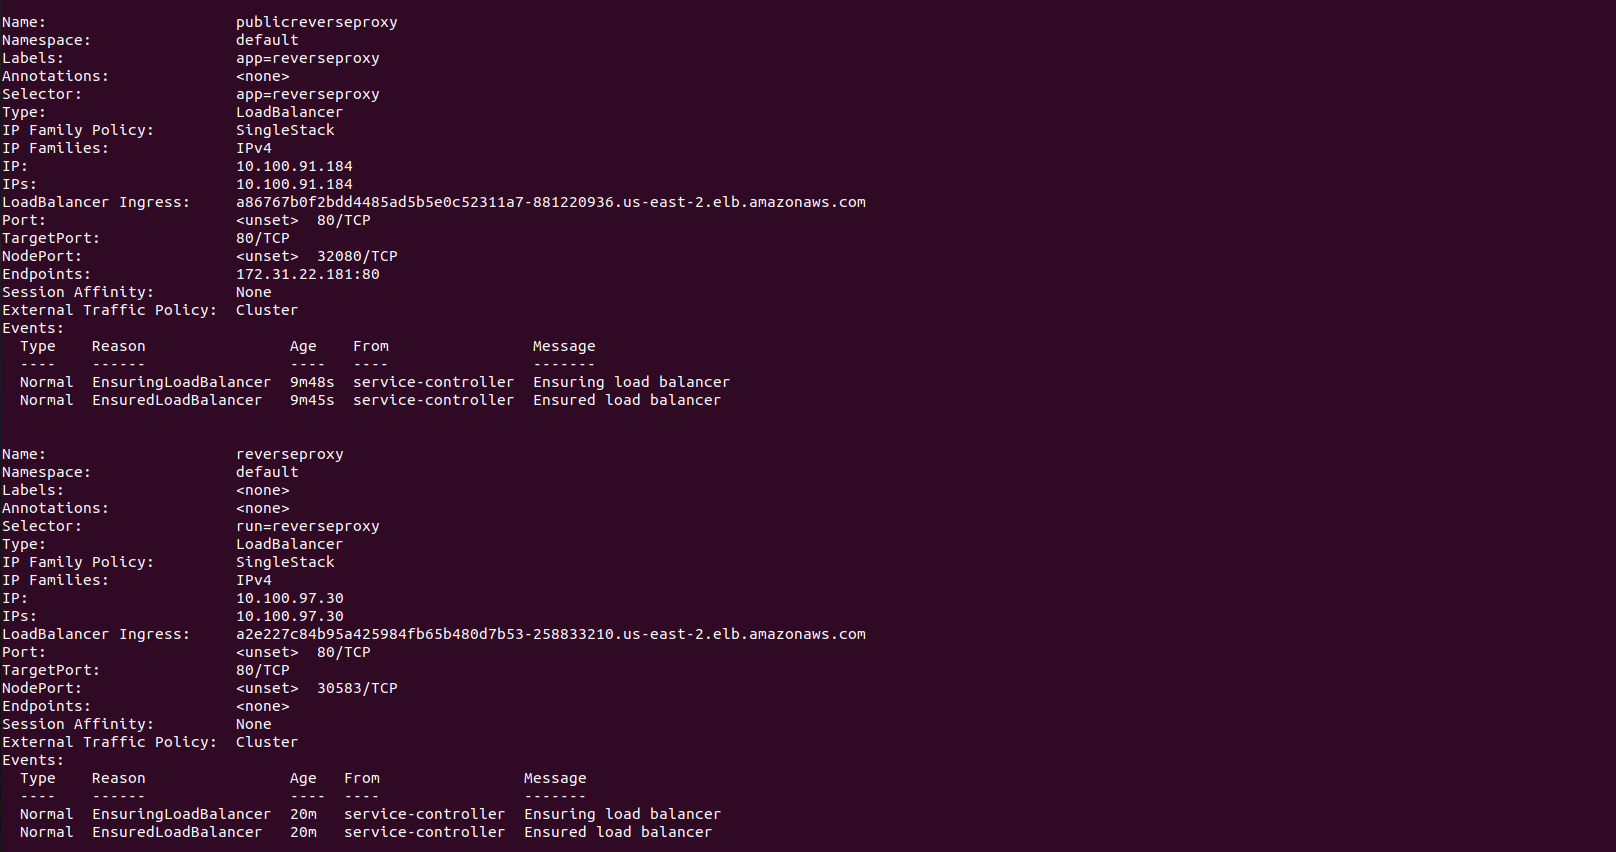 Name:                     publicreverseproxy
Namespace:                default
Labels:                   app=reverseproxy
Annotations:              <none>
Selector:                 app=reverseproxy
Type:                     LoadBalancer
IP Family Policy:         SingleStack
IP Families:              IPv4
IP:                       10.100.91.184
IPs:                      10.100.91.184
LoadBalancer Ingress:     a86767b0f2bdd4485ad5b5e0c52311a7-881220936.us-east-2.elb.amazonaws.com
Port:                     <unset>  80/TCP
TargetPort:               80/TCP
NodePort:                 <unset>  32080/TCP
Endpoints:                172.31.22.181:80
Session Affinity:         None
External Traffic Policy:  Cluster
Events:
  Type    Reason                Age    From                Message
  ----    ------                ----   ----                -------
  Normal  EnsuringLoadBalancer  9m48s  service-controller  Ensuring load balancer
  Normal  EnsuredLoadBalancer   9m45s  service-controller  Ensured load balancer
Name:                     reverseproxy
Namespace:                default
Labels:                   <none>
Annotations:              <none>
Selector:                 run=reverseproxy
Type:                     LoadBalancer
IP Family Policy:         SingleStack
IP Families:              IPv4
IP:                       10.100.97.30
IPs:                      10.100.97.30
LoadBalancer Ingress:     a2e227c84b95a425984fb65b480d7b53-258833210.us-east-2.elb.amazonaws.com
Port:                     <unset>  80/TCP
TargetPort:               80/TCP
NodePort:                 <unset>  30583/TCP
Endpoints:                <none>
Session Affinity:         None
External Traffic Policy:  Cluster
Events:
  Type    Reason                Age   From                Message
  ----    ------                ----  ----                -------
  Normal  EnsuringLoadBalancer  20m   service-controller  Ensuring load balancer
  Normal  EnsuredLoadBalancer   20m   service-controller  Ensured load balancer